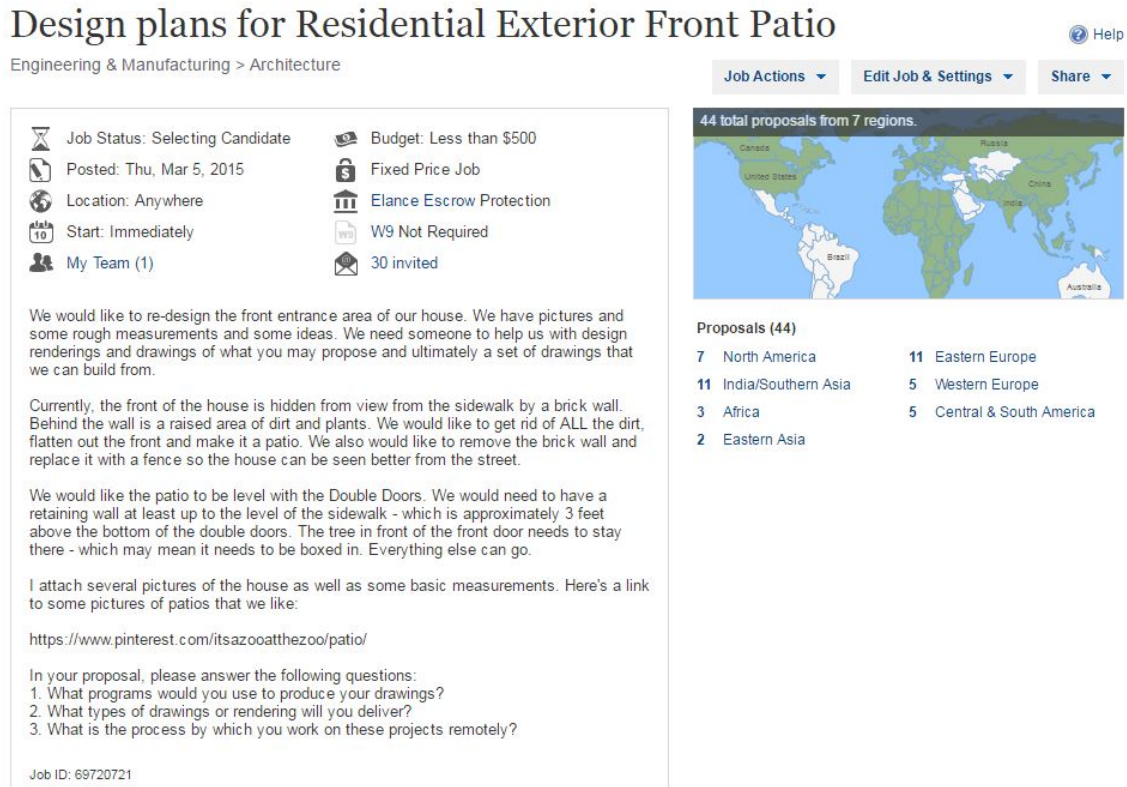 Design plans for Residential Exterior Front Patio
Help
Engineering & Manufacturing > Architecture
Job Actions
Edit Job & Settings
Share
Job Status: Selecting Candidate
Budget: Less than $500
Posted: Thu, Mar 5, 2015
Fixed Price Job
Location: Anywhere
Elance Escrow Protection
Start: Immediately
W9 Not Required
My Team (1)
30 invited
We would like to re-design the front entrance area of our house. We have pictures and
some rough measurements and some ideas. We need someone to help us with design
renderings and drawings of what you may propose and ultimately a set of drawings that
we can build from.
Currently, the front of the house is hidden from view from the sidewalk by a brick wall.
Behind the wall is a raised area of dirt and plants. We would like to get rid of ALL the dirt,
flatten out the front and make it a patio. We also would like to remove the brick wall and
replace it with a fence so the house can be seen better from the street.
We would like the patio to be level with the Double Doors. We would need to have a
retaining wall at least up to the level of the sidewalk - which is approximately 3 feet
above the bottom of the double doors. The tree in front of the front door needs to stay
there - which may mean it needs to be boxed in. Everything else can go.
I attach several pictures of the house as well as some basic measurements. Here's a link
to some pictures of patios that we like:
https://www.pinterest.com/itsazooatthezoo/patio/
In your proposal, please answer the following questions:
1. What programs would you use to produce your drawings?
2. What types of drawings or rendering will you deliver?
3. What is the process by which you work on these projects remotely?
Job ID: 69720721
44 total proposals from 7 regions.
Canada
Russia
United States
China
India
Brazil
Australia
Proposals (44)
7 North America
11 Eastern Europe
11 India/Southern Asia
5 Western Europe
3 Africa
5 Central & South America
2 Eastern Asia
10
W9